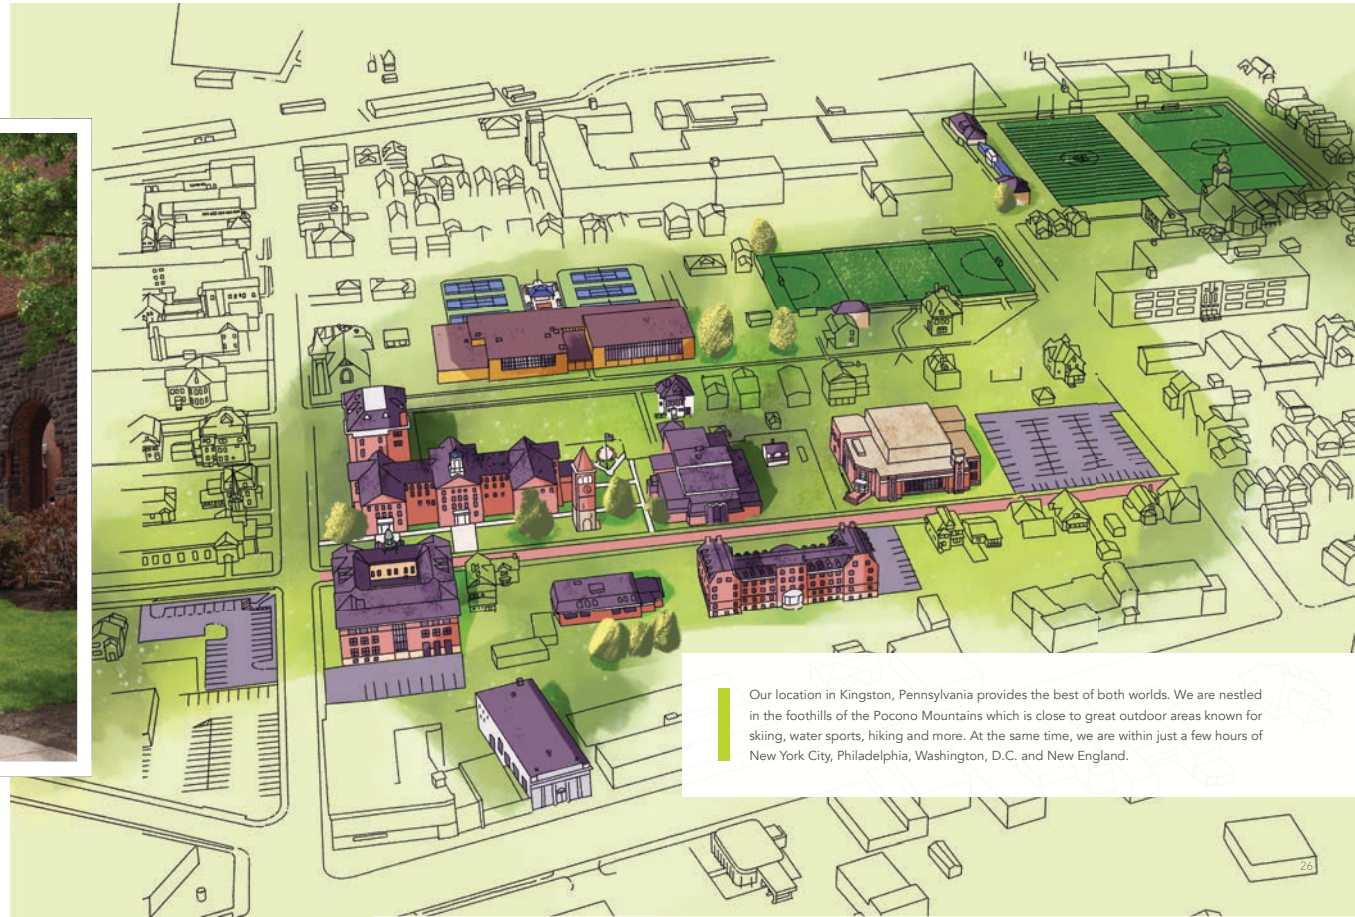 Our location in Kingston, Pennsylvania provides the best of both worlds. We are nestled
in the foothills of the Pocono Mountains which is close to great outdoor areas known for
skiing, water sports, hiking and more. At the same time, we are within just a few hours of
New York City, Philadelphia, Washington, D.C. and New England.
26